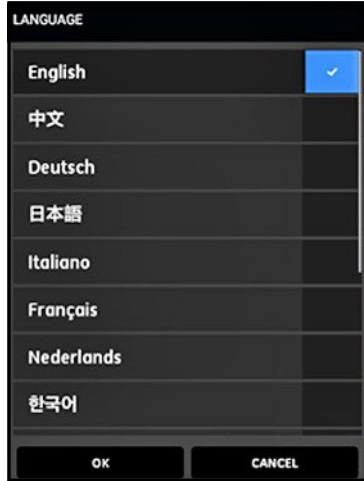 LANGUAGE
English
中文
Deutsch
日本語
Italiano
Français
Nederlands
한국어
OK
CANCEL